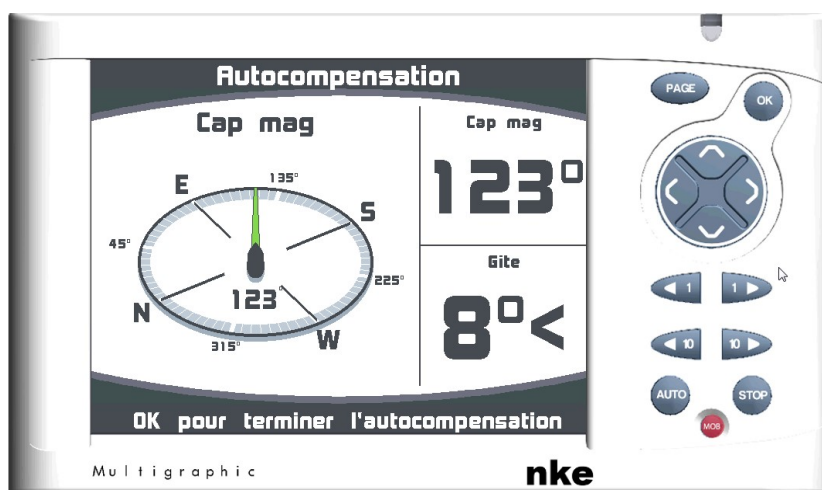 Autocompensation
Cap mag
Cap mag
123°
Gite
8°<
E
135°
S
45°
225°
123°
N
315°
W
OK pour terminer l'autocompensation
PAGE
OK
1
1
10
10
AUTO
STOP
MOB
Multigraphic
nke